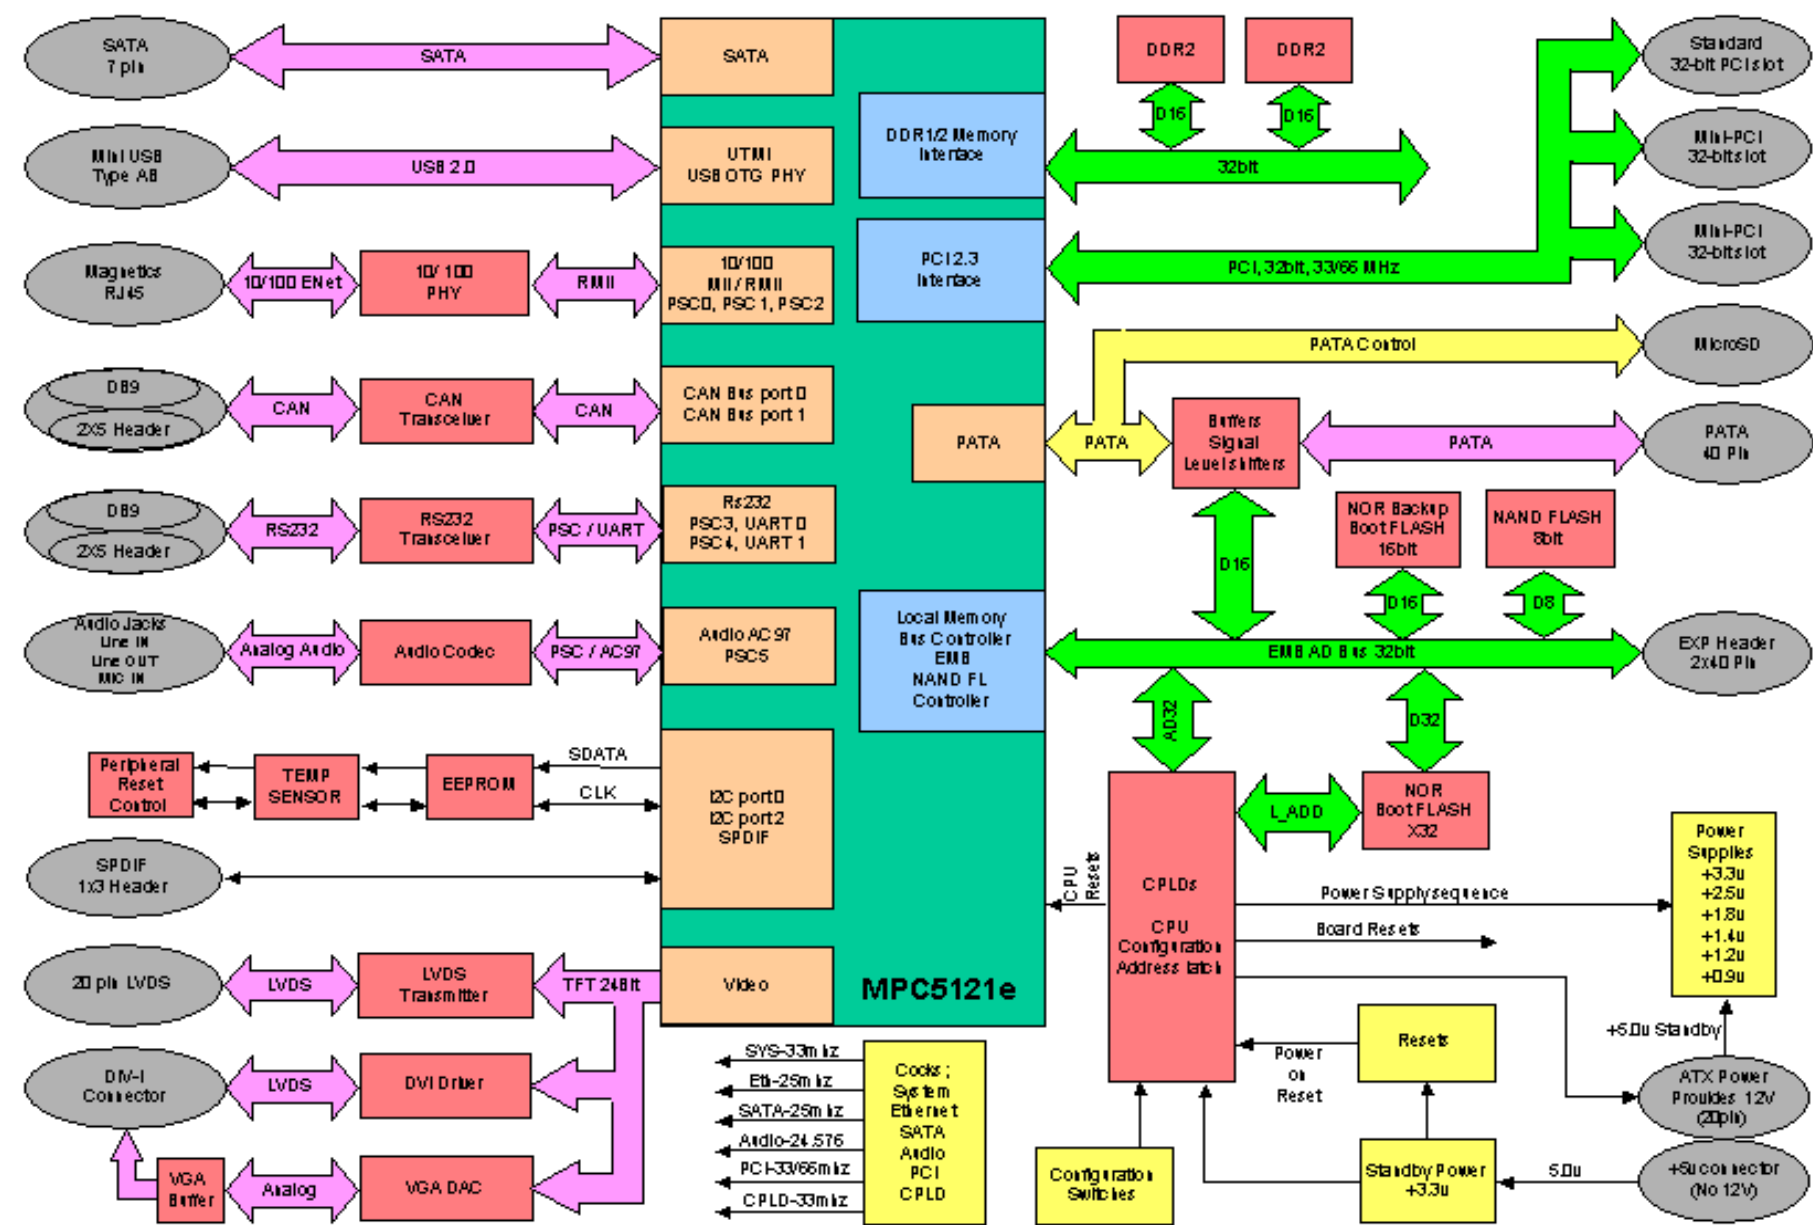 SATA
7 pin
SATA
SATA
Mini USB
Type AB
USB 2.0
UTMI
USB OTG PHY
Magnetics
RJ45
10/100 ENet
10/ 100
PHY
RMII
10/100
MII / RMII
PSC0, PSC 1, PSC2
DB9
2X5 Header
CAN
CAN
Transceiver
CAN
CAN Bus port 0
CAN Bus port 1
DB9
2X5 Header
RS232
RS232
Transceiver
PSC / UART
Rs232
PSC3, UART 0
PSC4, UART 1
Audio Jacks
Line IN
Line OUT
MIC IN
Analog Audio
Audio Codec
PSC / AC97
Audio AC97
PSC5
Peripheral
Reset
Control
TEMP
SENSOR
EEPROM
SDATA
CLK
I2C port 0
I2C port 2
SPDIF
SPDIF
1x3 Header
20 pin LVDS
LVDS
LVDS
Transmitter
TFT 24Bit
Video
DIV-I
Connector
LVDS
DVI Driver
VGA
Buffer
Analog
VGA DAC
MPC5121e
DDR1/2 Memory
Interface
PCI 2.3
Interface
PATA
Local Memory
Bus Controller
EMB
NAND FL
Controller
DDR2
DDR2
D16
D16
32bit
PCI, 32bit, 33/66 MHz
Standard
32-bit PCI slot
Mini-PCI
32-bit slot
Mini-PCI
32-bit slot
PATA Control
MicroSD
PATA
Buffers
Signal
Level shifters
PATA
PATA
40 Pin
D16
NOR Backup
Boot FLASH
16bit
NAND FLASH
8bit
D16
D8
EMB AD Bus 32bit
EXP Header
2x40 Pin
AD32
D32
L_ADD
NOR
Boot FLASH
X32
CPU
Resets
CPLDs
CPU
Configuration
Address latch
Power Supply sequence
Board Resets
Power
Supplies
+3.3v
+2.5v
+1.8v
+1.4v
+1.2v
+0.9v
+5.0v Standby
Resets
Power
on
Reset
ATX Power
Provides 12V
(20pin)
Configuration
Switches
Standby Power
+3.3v
5.0v
+5v connector
(No 12V)
SYS-33mhz
Eth-25mhz
SATA-25mhz
Audio-24.576
PCI-33/66mhz
CPLD-33mhz
Cocks;
System
Ethernet
SATA
Audio
PCI
CPLD